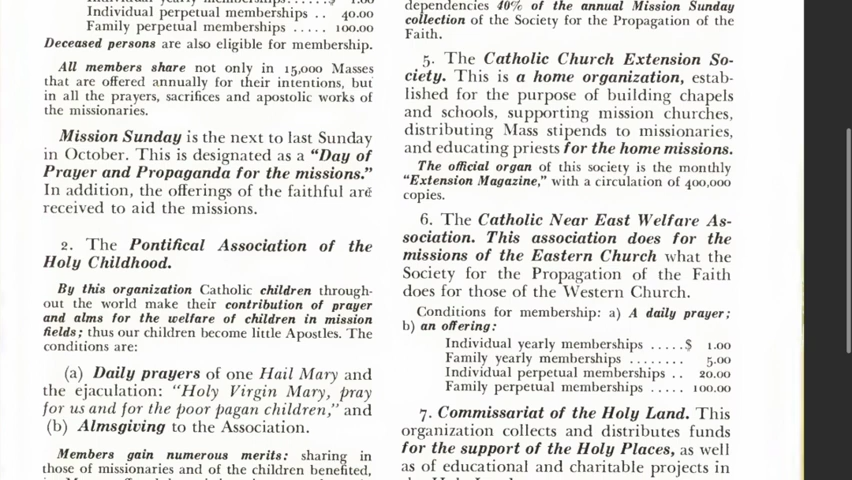 Individual perpetual memberships .. 40.00
Family perpetual memberships ..... 100.00
Deceased persons are also eligible for membership.
All members share not only in 15,000 Masses
that are offered annually for their intentions, but
in all the prayers, sacrifices and apostolic works of
the missionaries.
Mission Sunday is the next to last Sunday
in October. This is designated as a “Day of
Prayer and Propaganda for the missions.”
In addition, the offerings of the faithful are
received to aid the missions.
2. The Pontifical Association of the
Holy Childhood.
By this organization Catholic children through-
out the world make their contribution of prayer
and alms for the welfare of children in mission
fields; thus our children become little Apostles. The
conditions are:
(a) Daily prayers of one Hail Mary and
the ejaculation: “Holy Virgin Mary, pray
for us and for the poor pagan children,” and
(b) Almsgiving to the Association.
Members gain numerous merits: sharing in
those of missionaries and of the children benefited,
dependencies 40% of the annual Mission Sunday
collection of the Society for the Propagation of the
Faith.
5. The Catholic Church Extension So-
ciety. This is a home organization, estab-
lished for the purpose of building chapels
and schools, supporting mission churches,
distributing Mass stipends to missionaries,
and educating priests for the home missions.
The official organ of this society is the monthly
“Extension Magazine,” with a circulation of 400,000
copies.
6. The Catholic Near East Welfare As-
sociation. This association does for the
missions of the Eastern Church what the
Society for the Propagation of the Faith
does for those of the Western Church.
Conditions for membership: a) A daily prayer;
b) an offering:
Individual yearly memberships .....$ 1.00
Family yearly memberships ........ 5.00
Individual perpetual memberships .. 20.00
Family perpetual memberships ..... 100.00
7. Commissariat of the Holy Land. This
organization collects and distributes funds
for the support of the Holy Places, as well
as of educational and charitable projects in